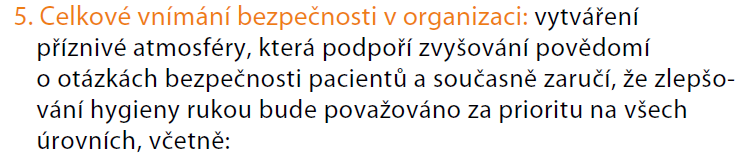 5. Celkové vnímání bezpečnosti v organizaci: vytváření
příznivé atmosféry, která podpoří zvyšování povědomí
o otázkách bezpečnosti pacientů a současně zaručí, že zlepšo-
vání hygieny rukou bude považováno za prioritu na všech
úrovních, včetně: